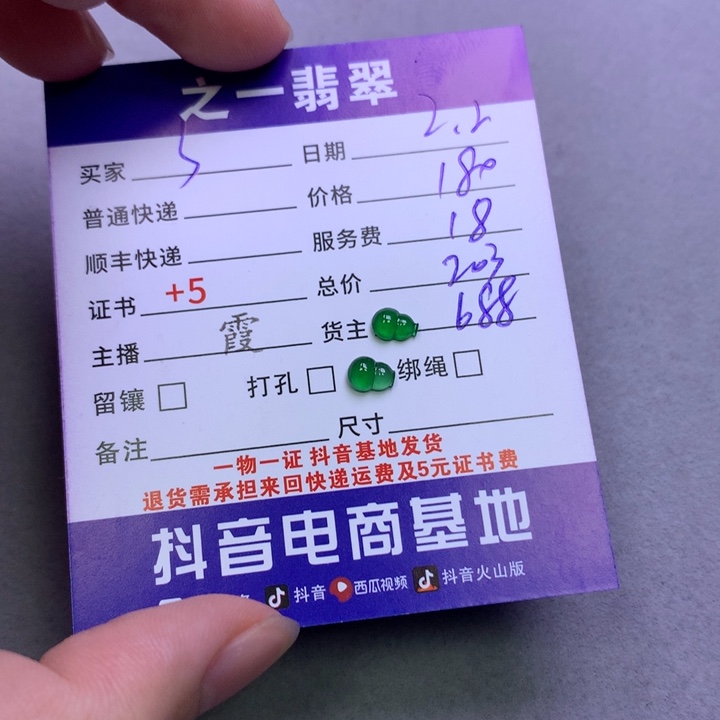 之一翡翠
买家 5 日期 2.2
普通快递 价格 180
顺丰快递 服务费 18
证书 +5 总价 203
主播 霞 货主 688
留镶 打孔 绑绳
备注 尺寸
一物一证 抖音基地发货
退货需承担来回快递运费及5元证书费
抖音电商基地
抖音 西瓜视频 抖音火山版